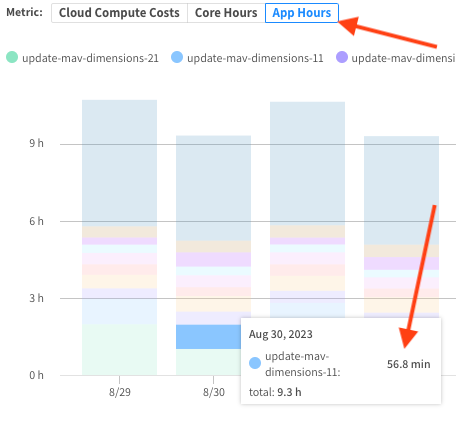 Metric: Cloud Compute Costs Core Hours App Hours
update-mav-dimensions-21 update-mav-dimensions-11 update-mav-dimensi
9 h
6 h
3 h
0 h
8/29 8/30
Aug 30, 2023
update-mav-
dimensions-11: 56.8 min
total: 9.3 h